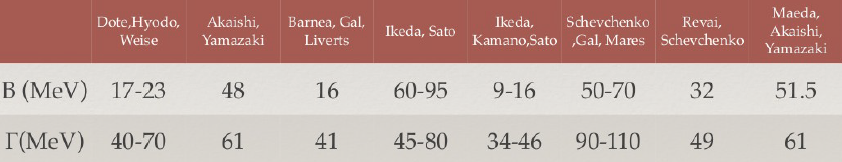 Dote,Hyodo, Weise Akaishi, Yamazaki Barnea, Gal, Liverts Ikeda, Sato Ikeda, Kamano,Sato Schevchenko ,Gal, Mares Revai, Schevchenko Maeda, Akaishi, Yamazaki
B (MeV) 17-23 48 16 60-95 9-16 50-70 32 51.5
Γ(MeV) 40-70 61 41 45-80 34-46 90-110 49 61